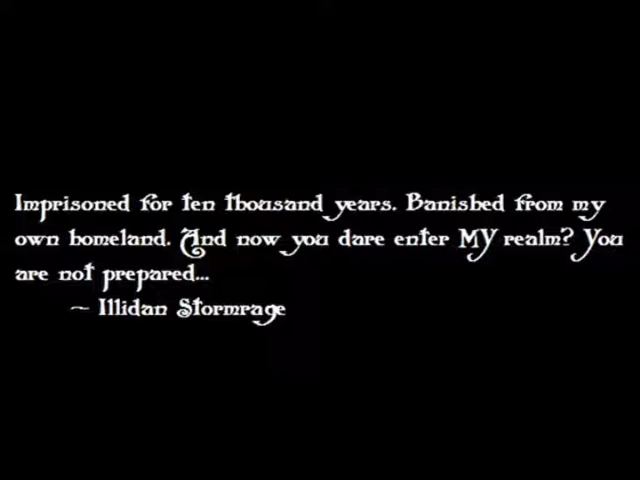 Imprisoned for ten thousand years. Banished from my
own homeland. And now you dare enter MY realm? You
are not prepared...
~ Illidan Stormrage